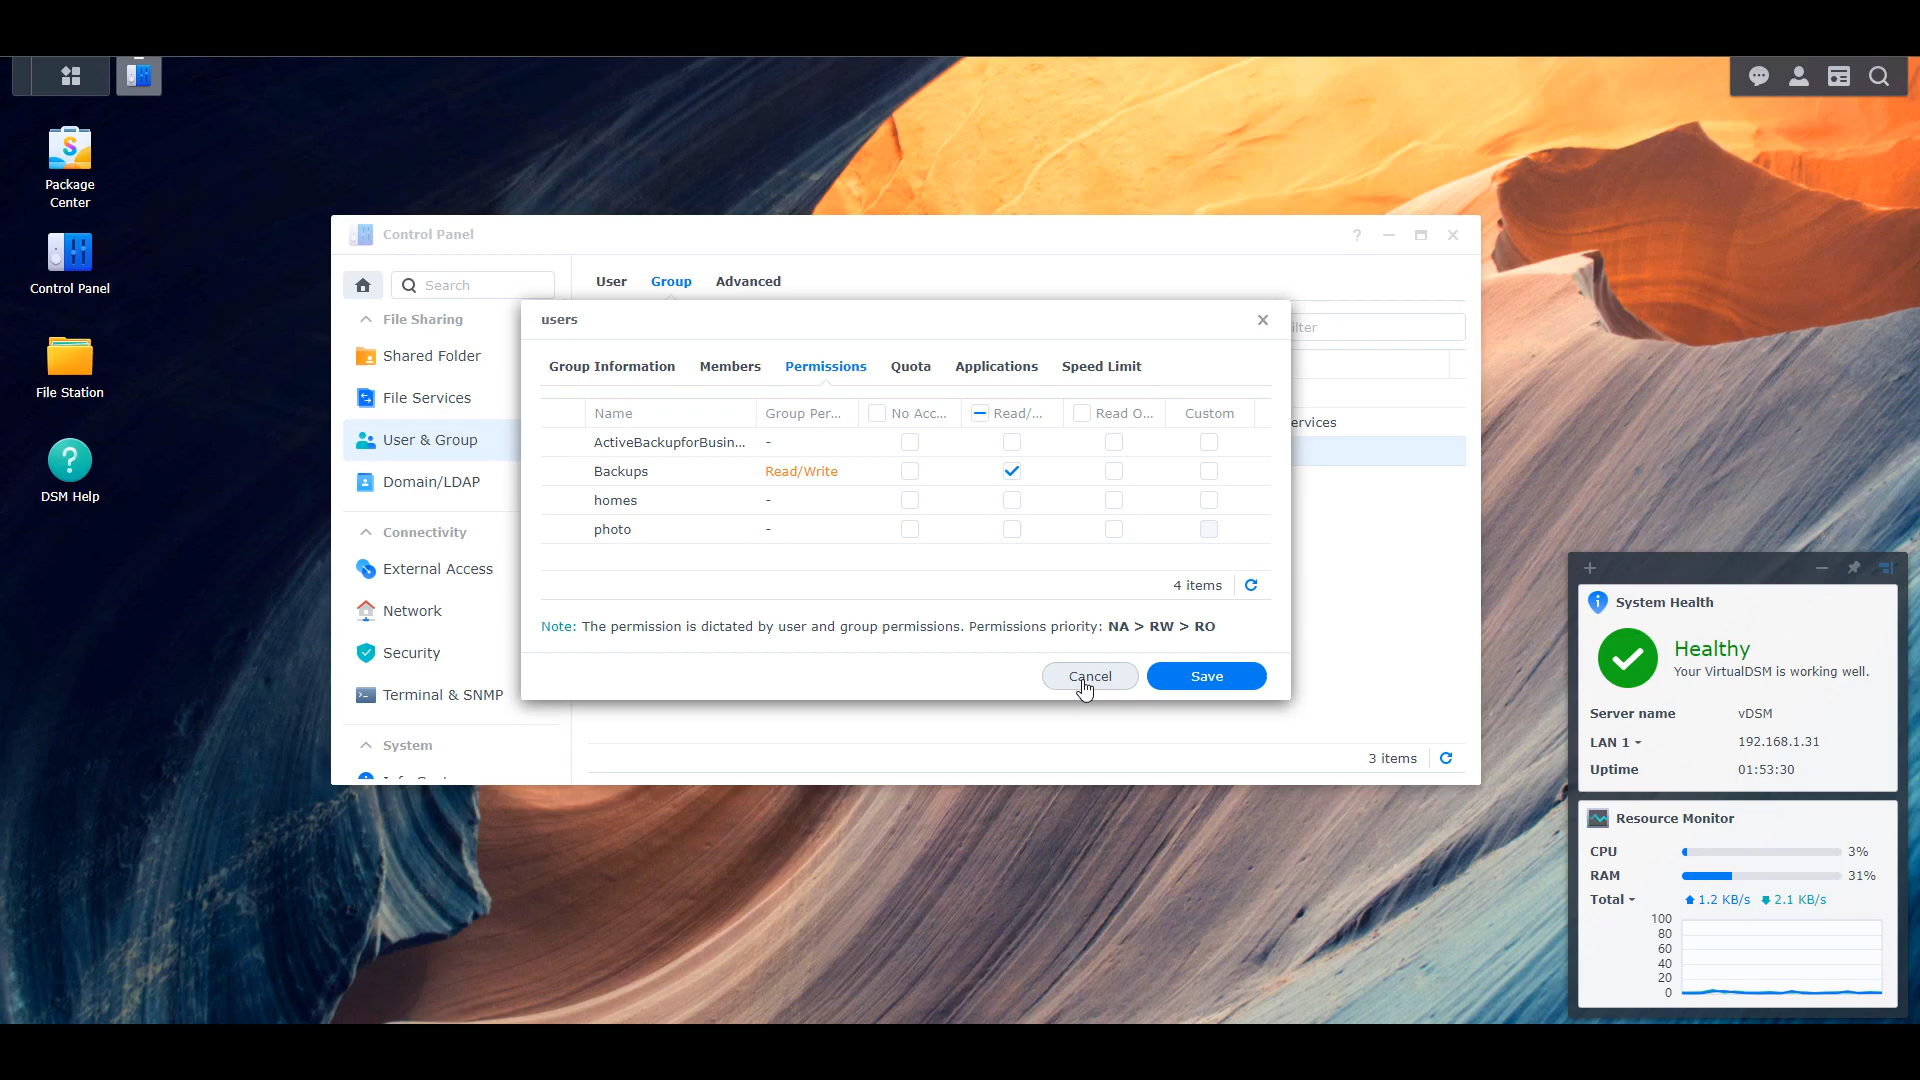 Package
Center
Control Panel
File Station
DSM Help
Control Panel
Search
File Sharing
Shared Folder
File Services
User & Group
Domain/LDAP
Connectivity
External Access
Network
Security
Terminal & SNMP
System
User Group Advanced
ilter
ervices
users
Group Information Members Permissions Quota Applications Speed Limit
Name Group Per... No Acc... Read/... Read O... Custom
ActiveBackupforBusin... -
Backups Read/Write
homes -
photo -
4 items
Note: The permission is dictated by user and group permissions. Permissions priority: NA > RW > RO
Cancel Save
3 items
System Health
Healthy
Your VirtualDSM is working well.
Server name vDSM
LAN 1 192.168.1.31
Uptime 01:53:30
Resource Monitor
CPU 3%
RAM 31%
Total 1.2 KB/s 2.1 KB/s
100
80
60
40
20
0